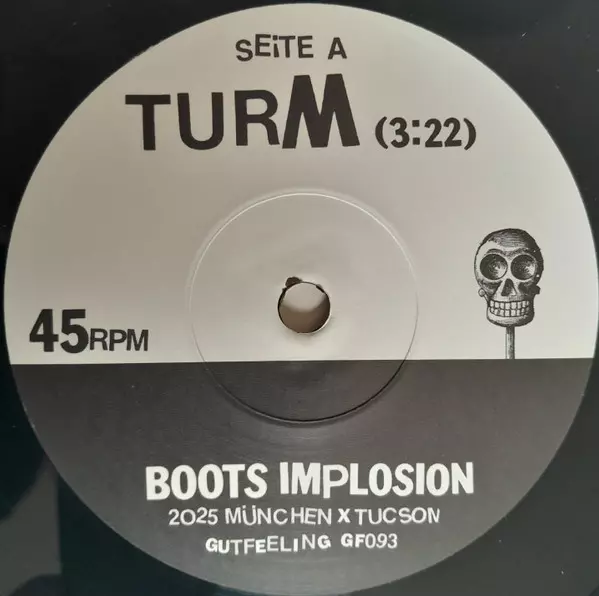 SEiTE A
TURM (3:22)
45RPM
BOOTS IMPLOSION
2025 MÜNCHEN X TUCSON
GUTFEELING GF093